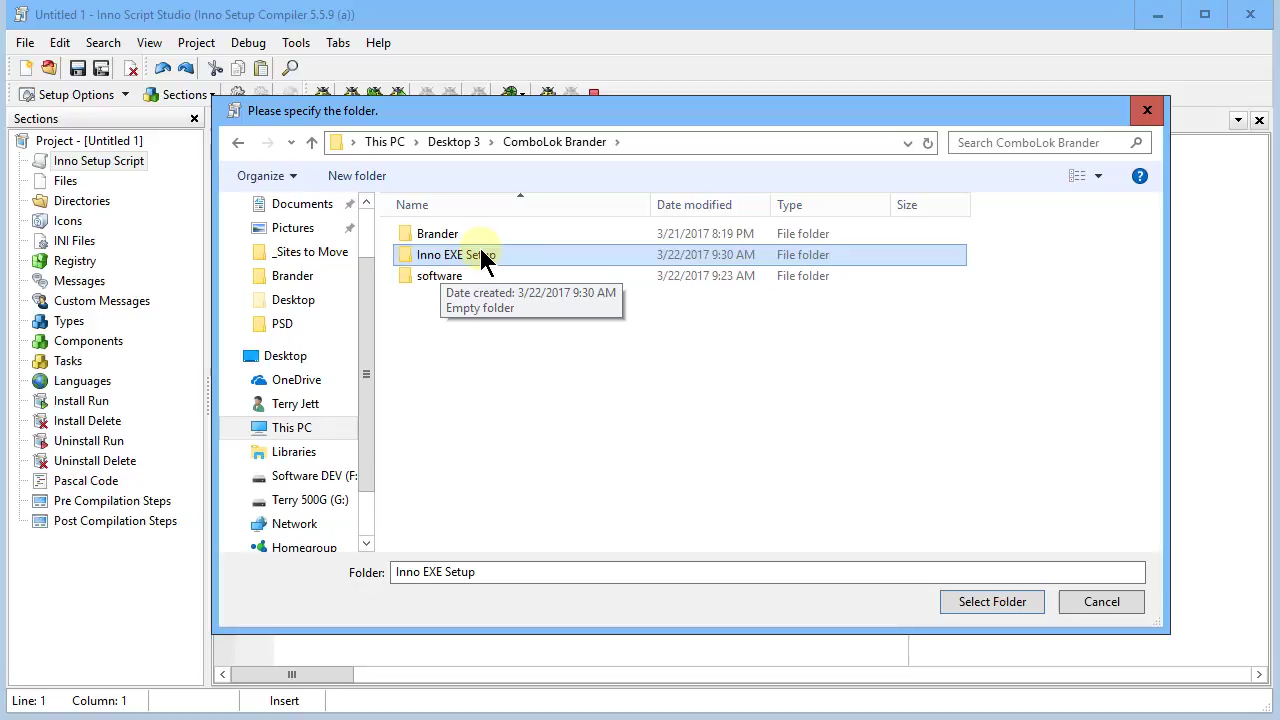 Untitled 1 - Inno Script Studio (Inno Setup Compiler 5.5.9 (a))
File Edit Search View Project Debug Tools Tabs Help
Setup Options Sections
Sections
Project - [Untitled 1]
Inno Setup Script
Files
Directories
Icons
INI Files
Registry
Messages
Custom Messages
Types
Components
Tasks
Languages
Install Run
Install Delete
Uninstall Run
Uninstall Delete
Pascal Code
Pre Compilation Steps
Post Compilation Steps
Please specify the folder.
This PC Desktop 3 ComboLok Brander
Search ComboLok Brander
Organize New folder
Documents
Pictures
_Sites to Move
Brander
Desktop
PSD
Desktop
OneDrive
Terry Jett
This PC
Libraries
Software DEV (F:
Terry 500G (G:)
Network
Homegroup
Name Date modified Type Size
Brander 3/21/2017 8:19 PM File folder
Inno EXE Setup 3/22/2017 9:30 AM File folder
software 3/22/2017 9:23 AM File folder
Date created: 3/22/2017 9:30 AM
Empty folder
Folder: Inno EXE Setup
Select Folder Cancel
Line: 1 Column: 1 Insert